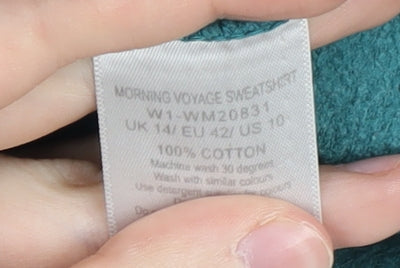 MORNING VOYAGE SWEATSHIRT
W1-WM20831
UK 14/ EU 42/ US 10
100% COTTON
Machine wash 30 degrees
Wash with similar colours
Use detergent